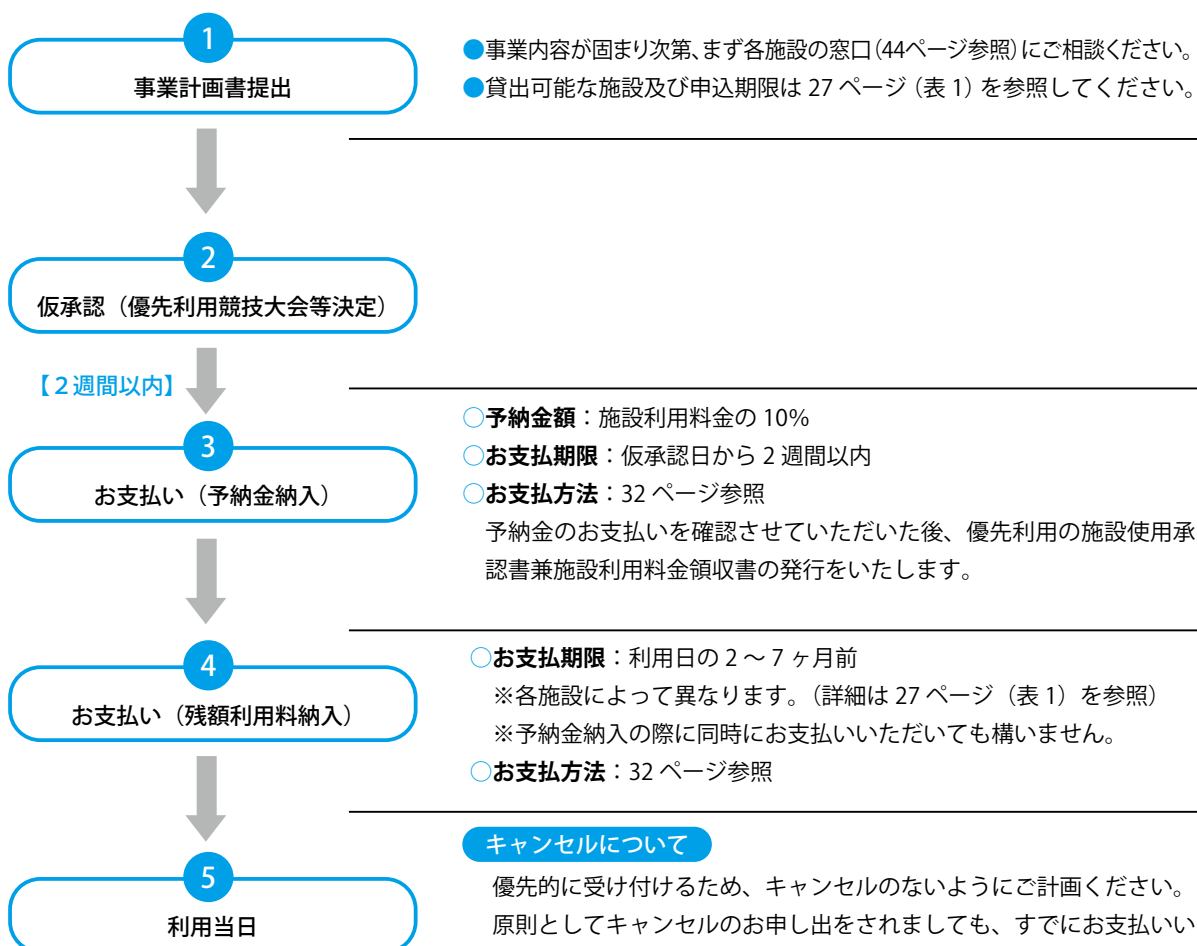 1
事業計画書提出
●事業内容が固まり次第、まず各施設の窓口（44ページ参照）にご相談ください。
●貸出可能な施設及び申込期限は 27 ページ（表 1）を参照してください。
2
仮承認（優先利用競技大会等決定）
【２週間以内】
3
お支払い（予納金納入）
○予納金額：施設利用料金の 10%
○お支払期限：仮承認日から 2 週間以内
○お支払方法：32 ページ参照
予納金のお支払いを確認させていただいた後、優先利用の施設使用承
認書兼施設利用料金領収書の発行をいたします。
4
お支払い（残額利用料納入）
○お支払期限：利用日の 2 ～ 7 ヶ月前
※各施設によって異なります。（詳細は 27 ページ（表 1）を参照）
※予納金納入の際に同時にお支払いいただいても構いません。
○お支払方法：32 ページ参照
5
利用当日
キャンセルについて
優先的に受け付けるため、キャンセルのないようにご計画ください。
原則としてキャンセルのお申し出をされましても、すでにお支払いい